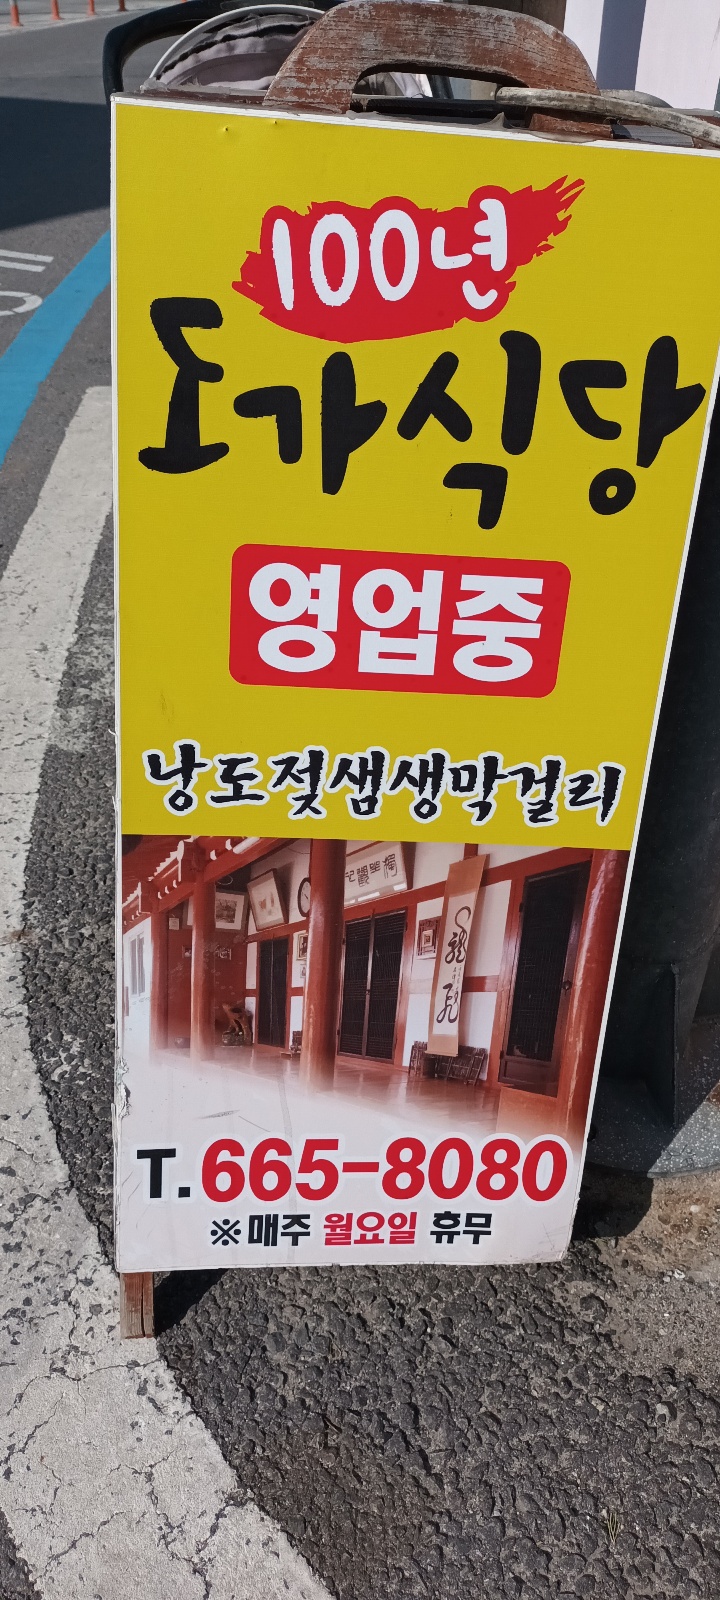 100년
도가식당
영업중
낭도젖샘생막걸리
T.665-8080
※매주 월요일 휴무